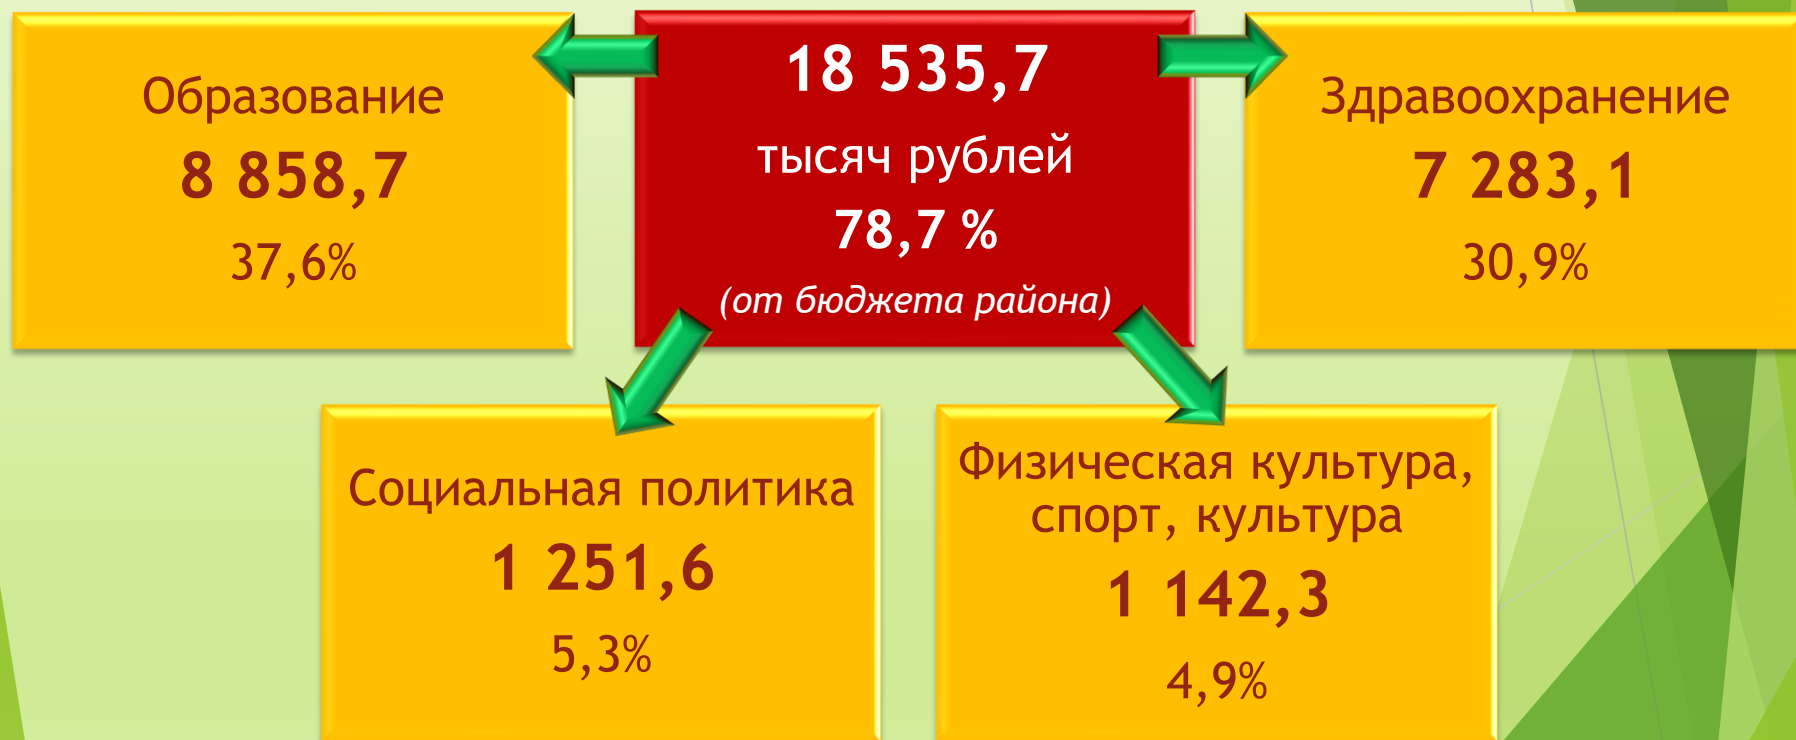 Образование
8 858,7
37,6%
18 535,7
тысяч рублей
78,7 %
(от бюджета района)
Здравоохранение
7 283,1
30,9%
Социальная политика
1 251,6
5,3%
Физическая культура,
спорт, культура
1 142,3
4,9%